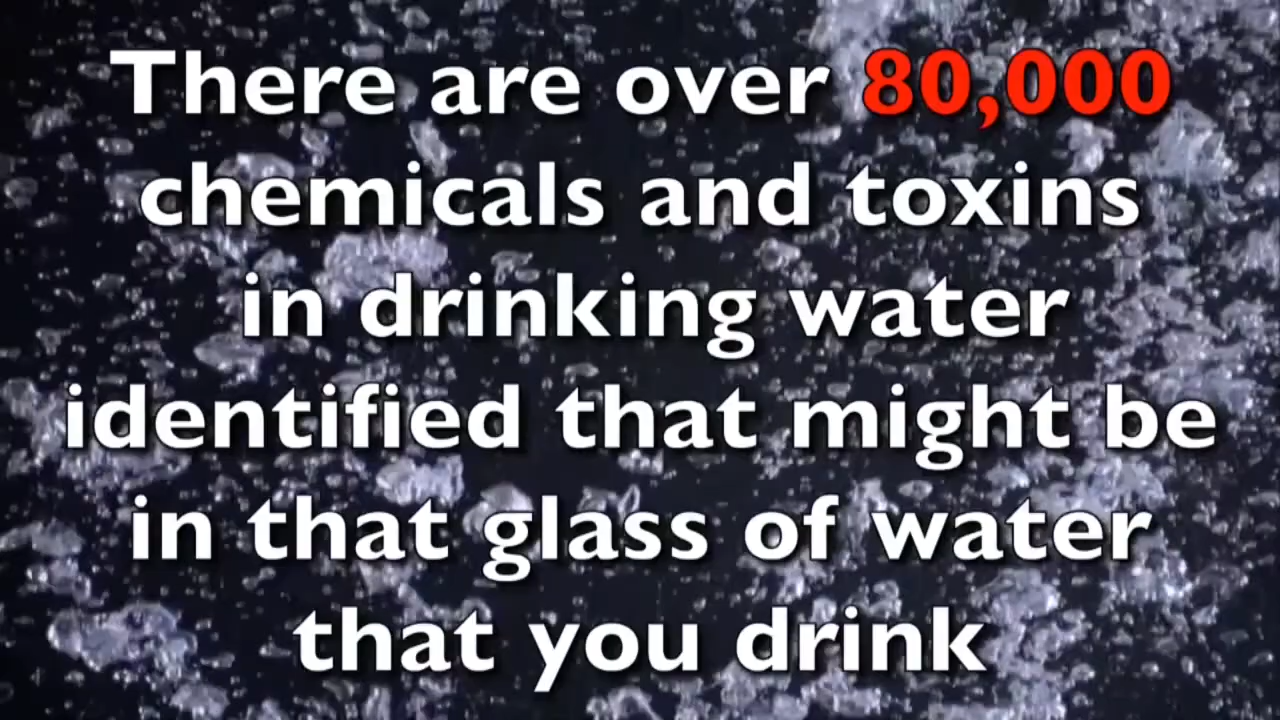 There are over 80,000
chemicals and toxins
in drinking water
identified that might be
in that glass of water
that you drink